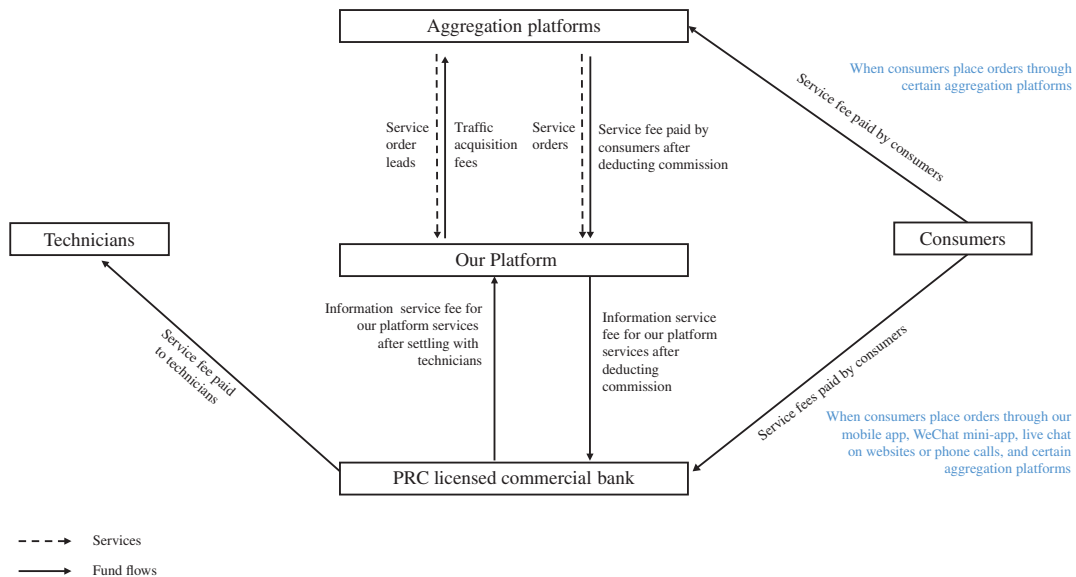 Aggregation platforms
When consumers place orders through
certain aggregation platforms
Service fee paid by consumers
Service
order
leads
Traffic
acquisition
fees
Service
orders
Service fee paid by
consumers after
deducting commission
Technicians
Our Platform
Consumers
Information service fee for
our platform services
after settling with
technicians
Information service
fee for our platform
services after
deducting
commission
Service fee paid
to technicians
Service fees paid by consumers
When consumers place orders through our
mobile app, WeChat mini-app, live chat
on websites or phone calls, and certain
aggregation platforms
PRC licensed commercial bank
Services
Fund flows